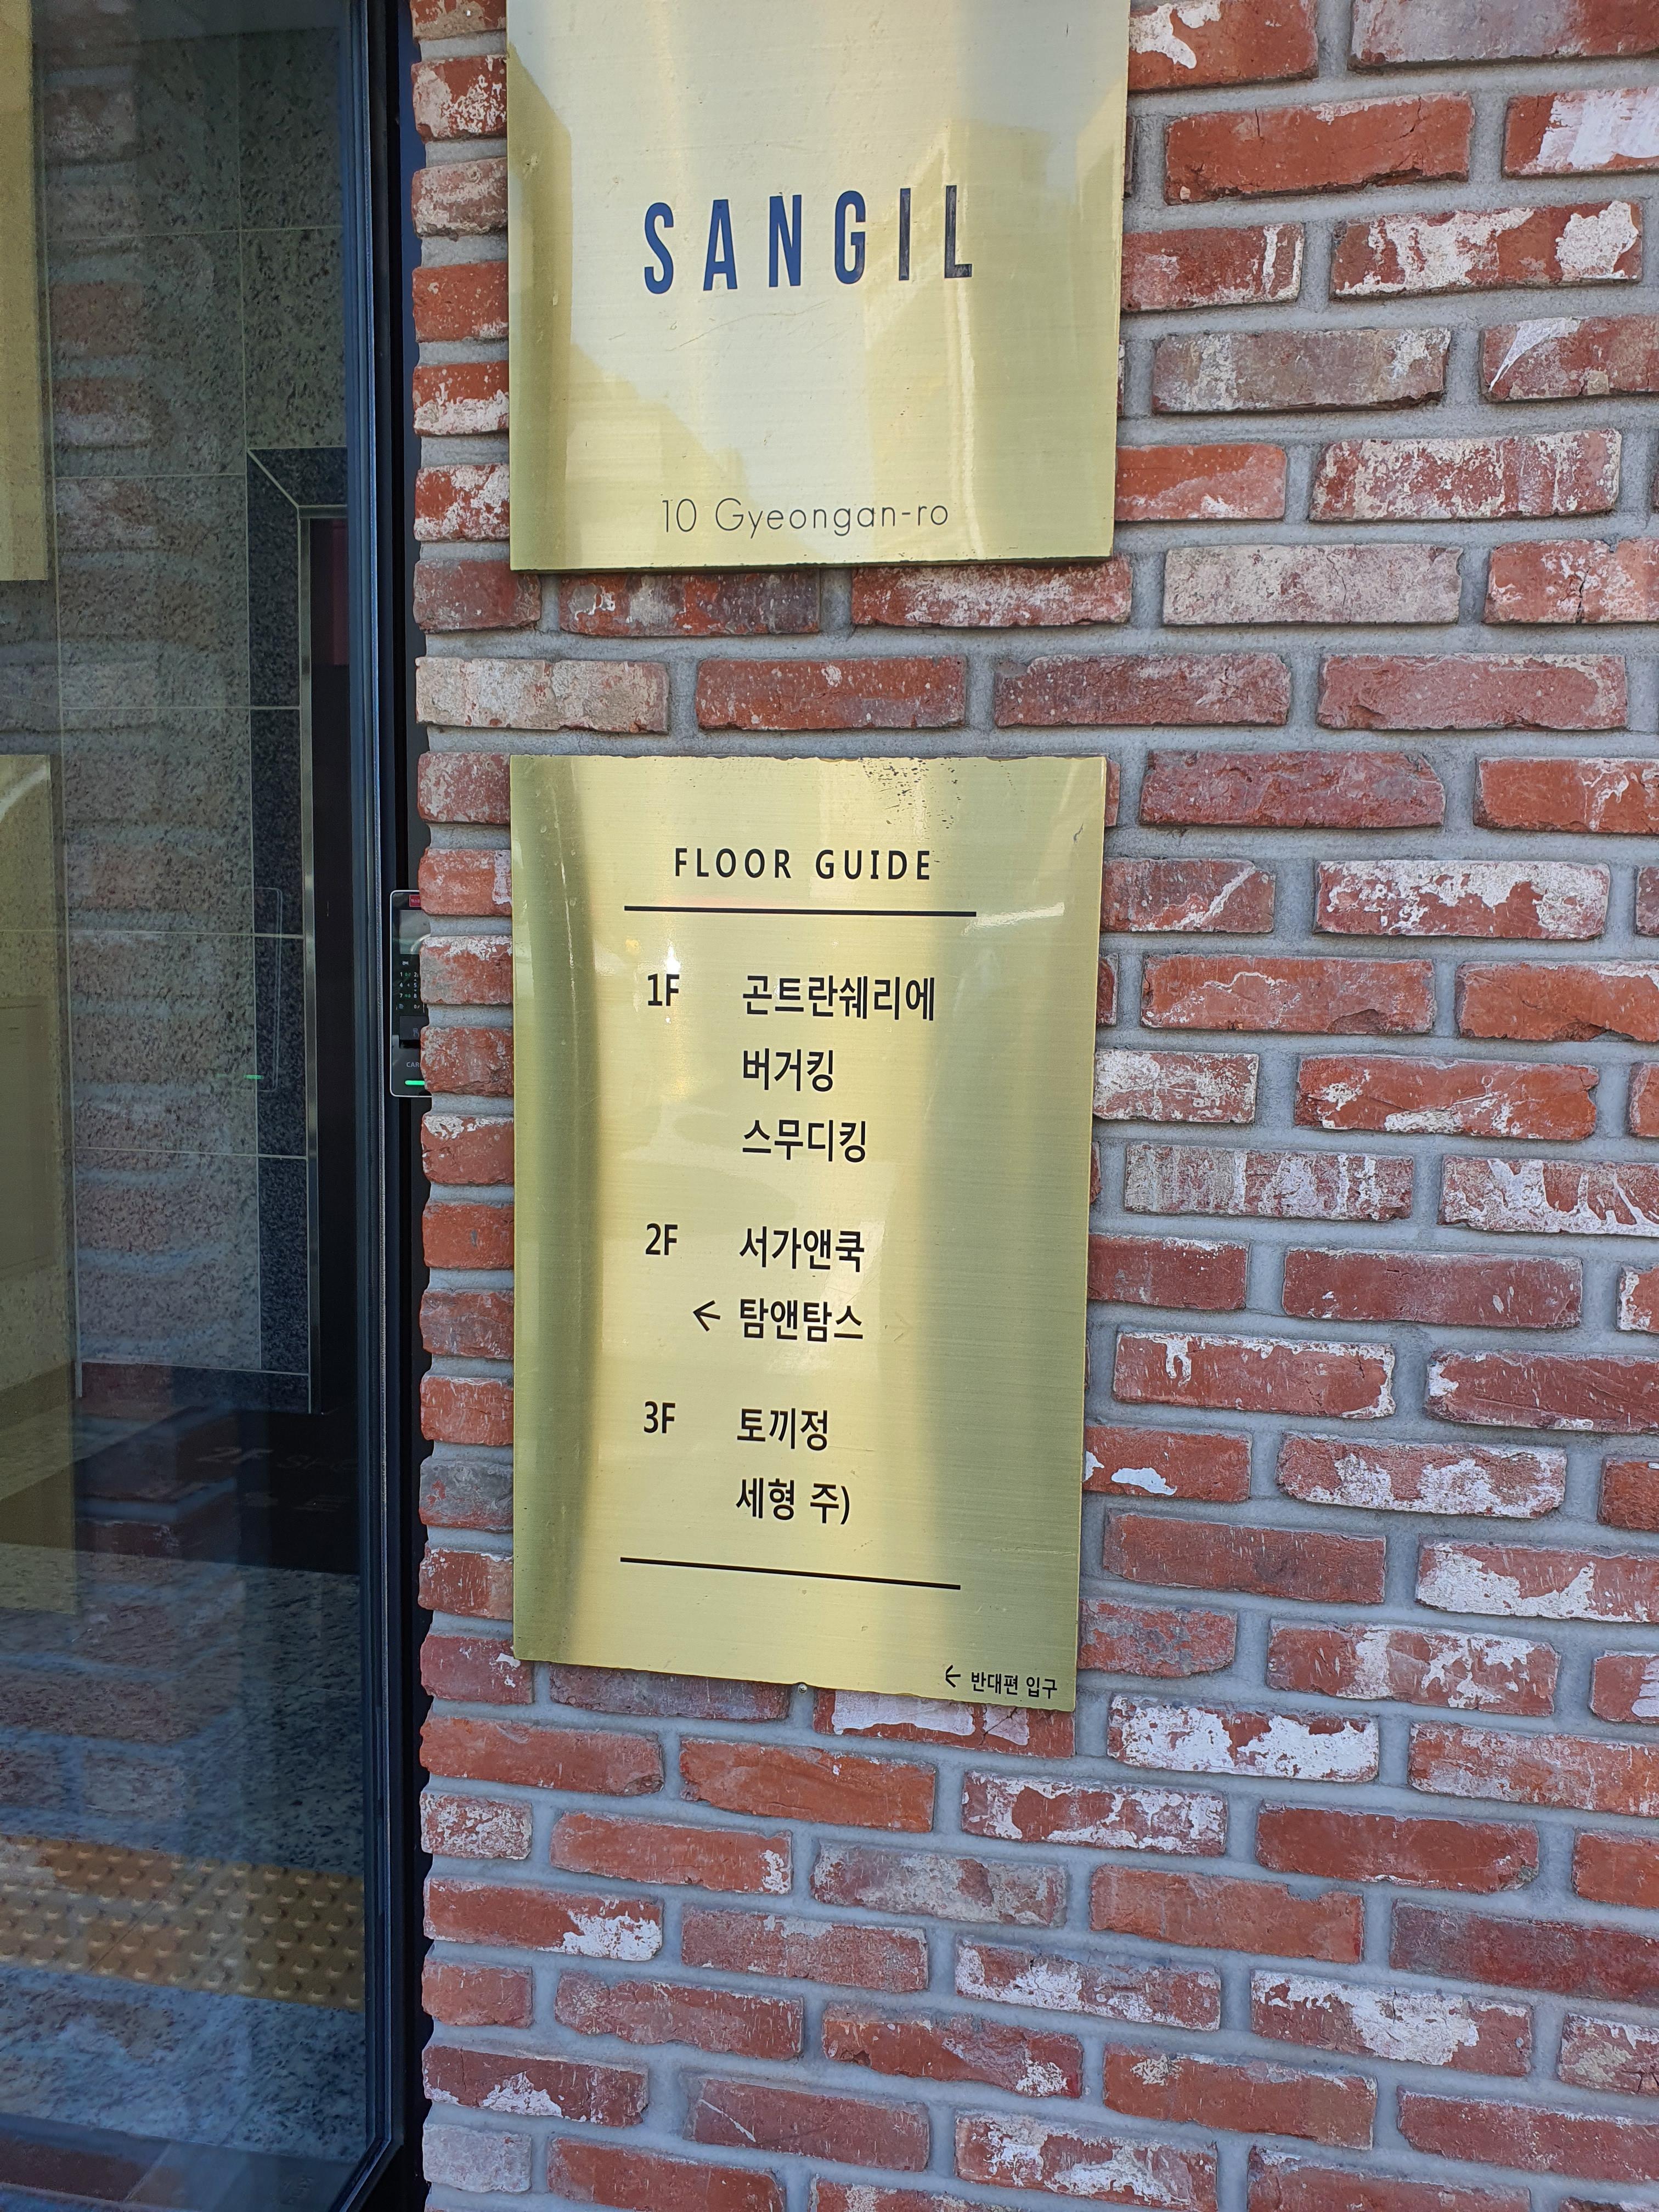 SANGIL
10 Gyeongan-ro
FLOOR GUIDE
1F 곤트란쉐리에
버거킹
스무디킹
2F 서가앤쿡
← 탐앤탐스
3F 토끼정
세형 주)
← 반대편 입구